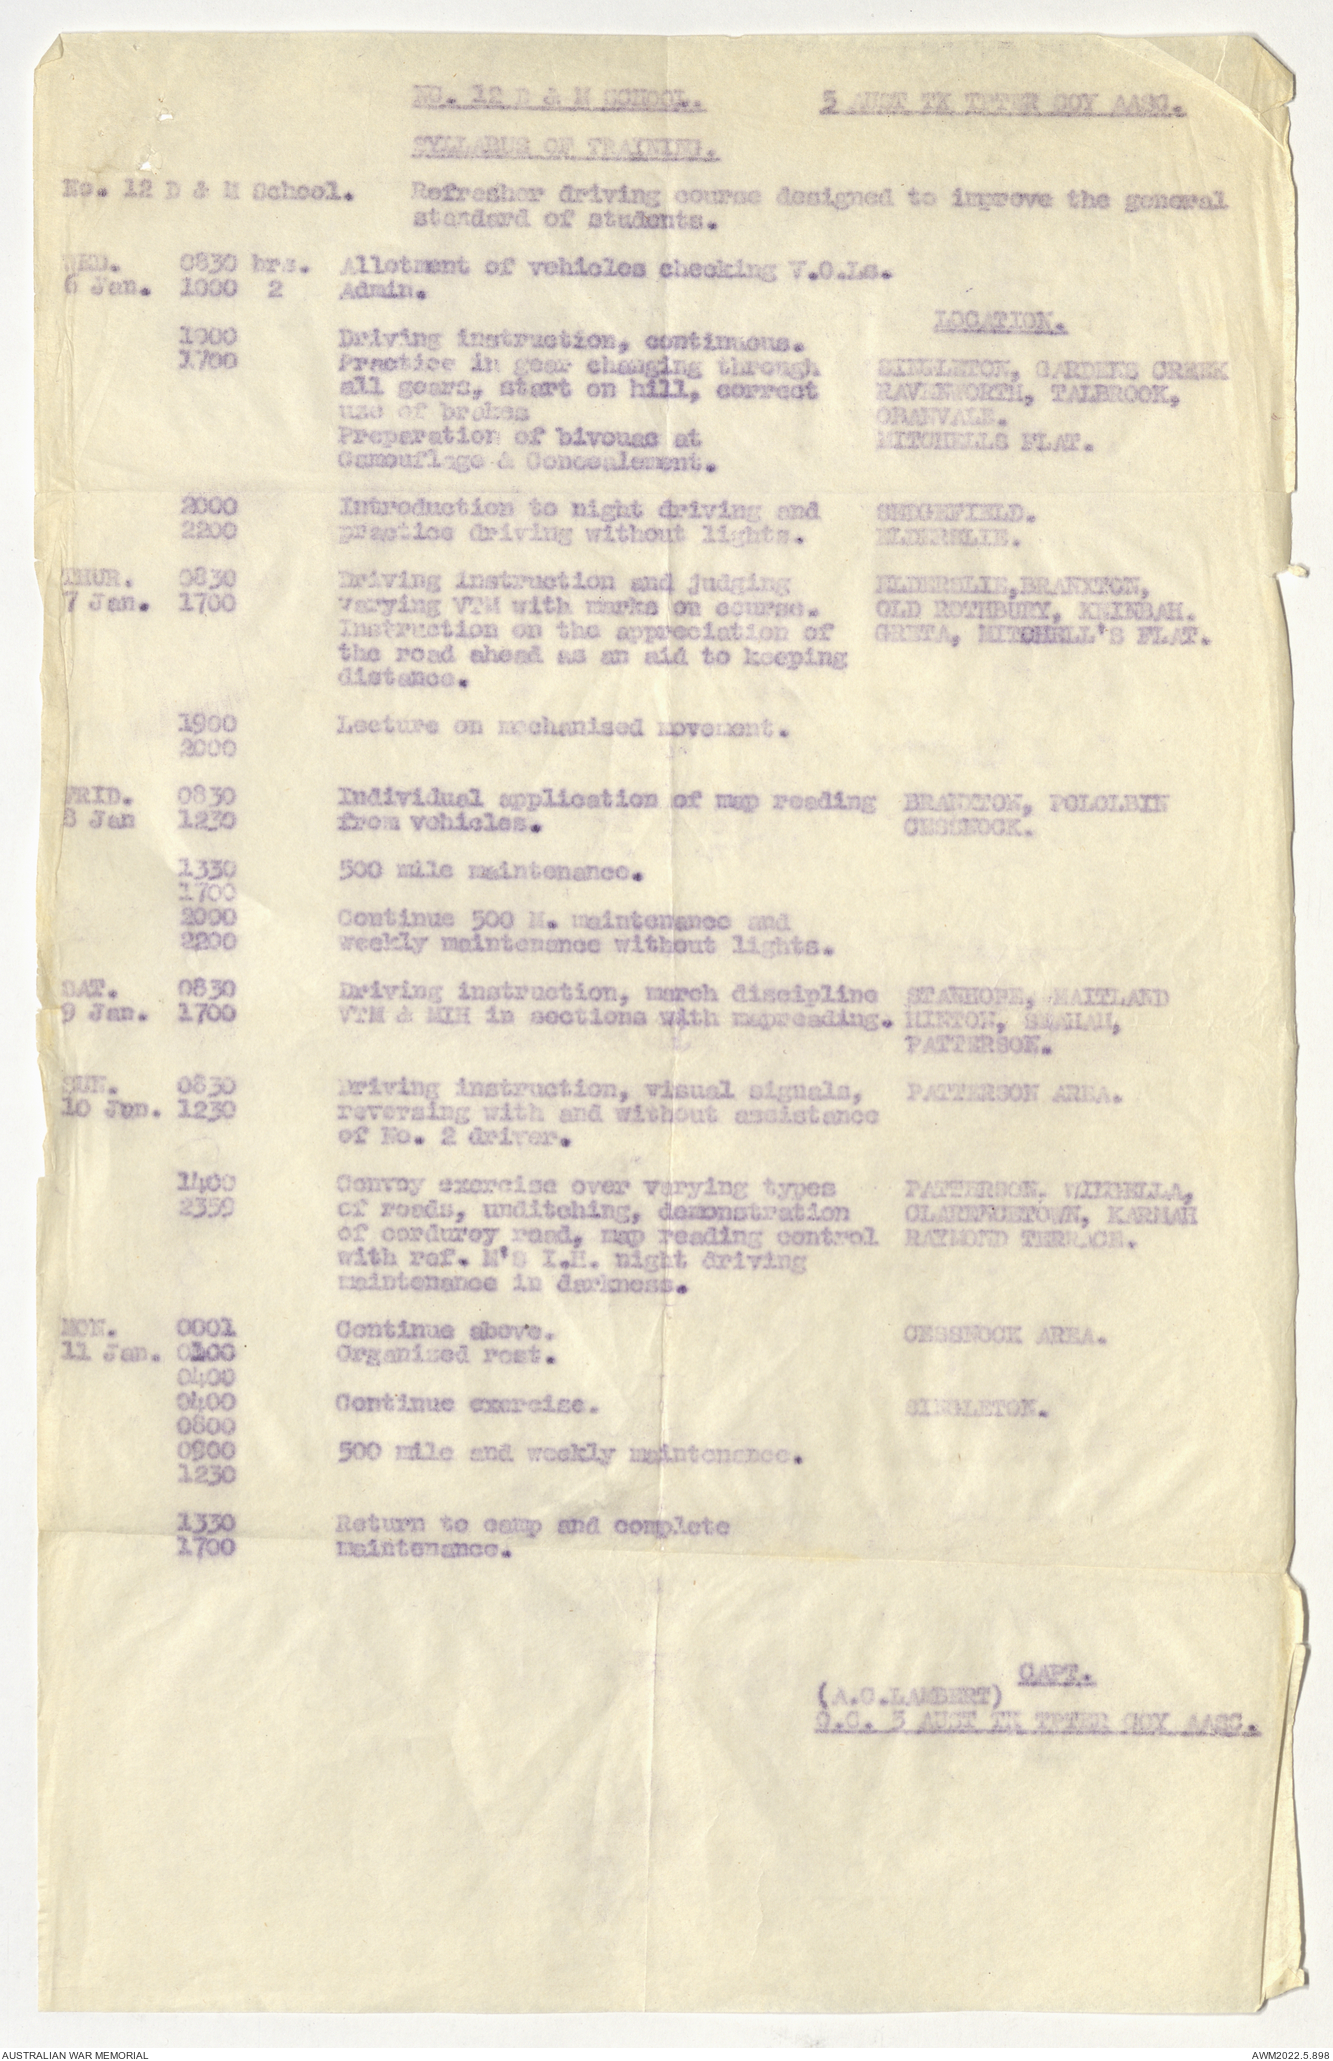 NO. 12 D & M SCHOOL. 5 AUST TK TPTER COY AASC.
SYLLABUS OF TRAINING.
No. 12 D & M School. Refresher driving course designed to improve the general
standard of students.
WED. 0830 hrs. Allotment of vehicles checking V.O.Ls.
6 Jan. 1000 2 Admin.
LOCATION.
1900 Driving instruction, continuous.
1700 Practice in gear changing through SINGLETON, GARDENS CREEK
all gears, start on hill, correct RAVENWORTH, TALBROOK,
use of brakes OBANVALE.
Preparation of bivouac at MITCHELLS FLAT.
Camouflage & Concealement.
2000 Introduction to night driving and SEDGEFIELD.
2200 practice driving without lights. ELDERSLIE.
THUR. 0830 Driving instruction and judging ELDERSLIE,BRANXTON,
7 Jan. 1700 varying VTM with marks on course. OLD ROTHBURY, KEINBAH.
Instruction on the appreciation of GRETA, MITCHELL'S FLAT.
the road ahead as an aid to keeping
distance.
1900 Lecture on mechanised movement.
2000
FRID. 0830 Individual application of map reading BRANXTON, POLOLBIN
8 Jan 1230 from vehicles. CESSNOCK.
1330 500 mile maintenance.
1700
2000 Continue 500 M. maintenance and
2200 weekly maintenance without lights.
SAT. 0830 Driving instruction, march discipline STANHOPE, MAITLAND
9 Jan. 1700 VTM & MIH in sections with mapreading. HINTON, SEAHAM,
PATTERSON.
SUN. 0830 Driving instruction, visual signals, PATTERSON AREA.
10 Jan. 1230 reversing with and without assistance
of No. 2 driver.
1400 Convoy exercise over varying types PATTERSON,
2359 of roads, unditching, demonstration CLARENCETOWN, KARMAH
of corduroy road, map reading control RAYMOND TERRACE.
with ref. M'S I.H. night driving
maintenance in darkness.
MON. 0001 Continue above. CESSNOCK AREA.
11 Jan. 0100 Organized rest.
0400
0400 Continue exercise. SINGLETON.
0800
0900 500 mile and weekly maintenance.
1230
1330 Return to camp and complete
1700 maintenance.
CAPT.
(A.C.LAMBERT)
O.C. 5 AUST TK TPTER COY AASC.
AUSTRALIAN WAR MEMORIAL AWM2022.5.898